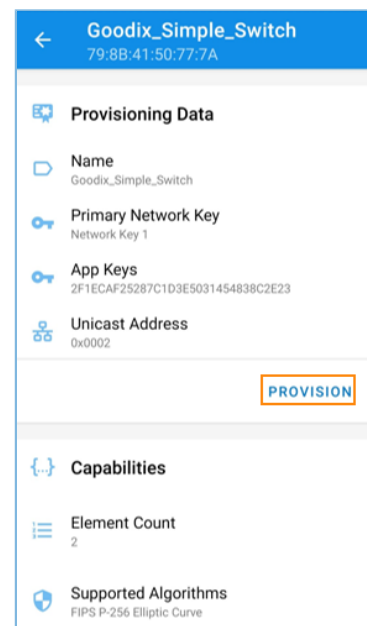 Goodix_Simple_Switch
79:8B:41:50:77:7A
Provisioning Data
Name
Goodix_Simple_Switch
Primary Network Key
Network Key 1
App Keys
2F1ECAF25287C1D3E5031454838C2E23
Unicast Address
0x0002
PROVISION
{...} Capabilities
Element Count
2
Supported Algorithms
FIPS P-256 Elliptic Curve